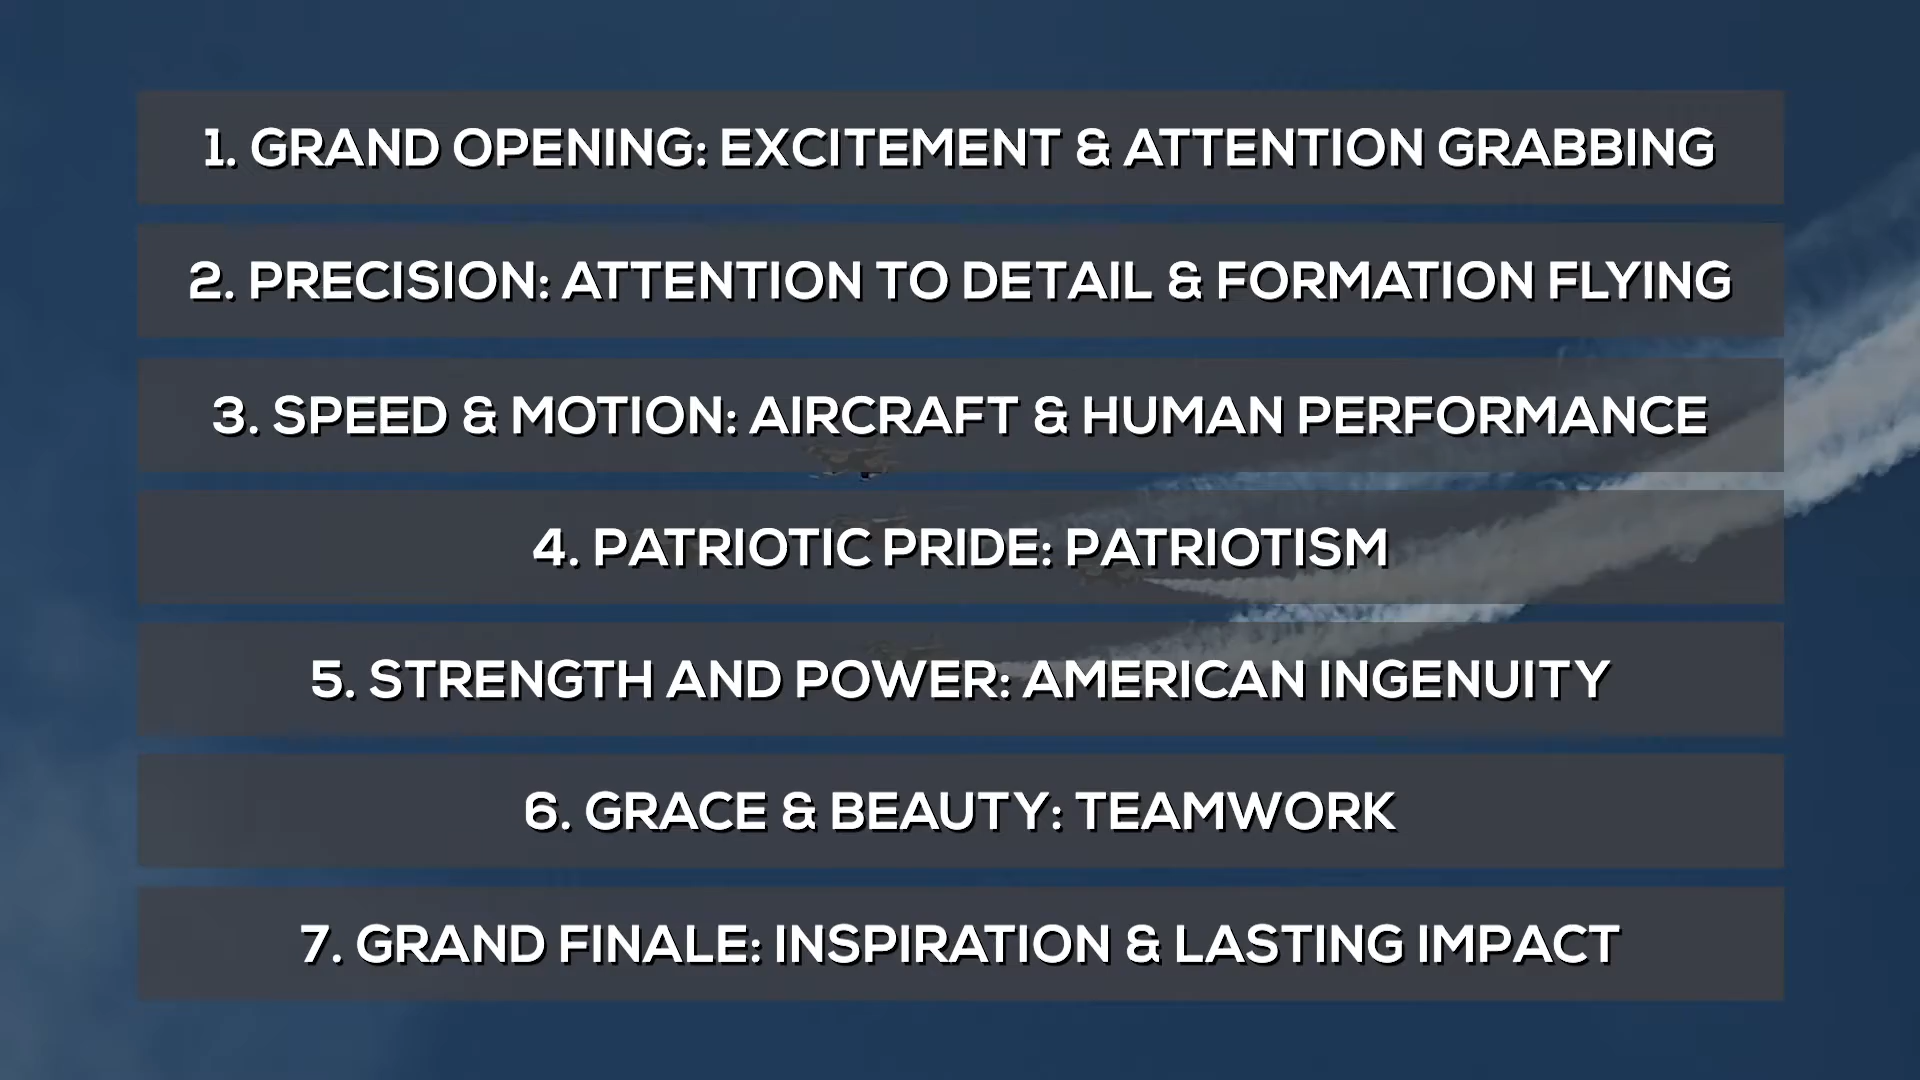 1. GRAND OPENING: EXCITEMENT & ATTENTION GRABBING
2. PRECISION: ATTENTION TO DETAIL & FORMATION FLYING
3. SPEED & MOTION: AIRCRAFT & HUMAN PERFORMANCE
4. PATRIOTIC PRIDE: PATRIOTISM
5. STRENGTH AND POWER: AMERICAN INGENUITY
6. GRACE & BEAUTY: TEAMWORK
7. GRAND FINALE: INSPIRATION & LASTING IMPACT